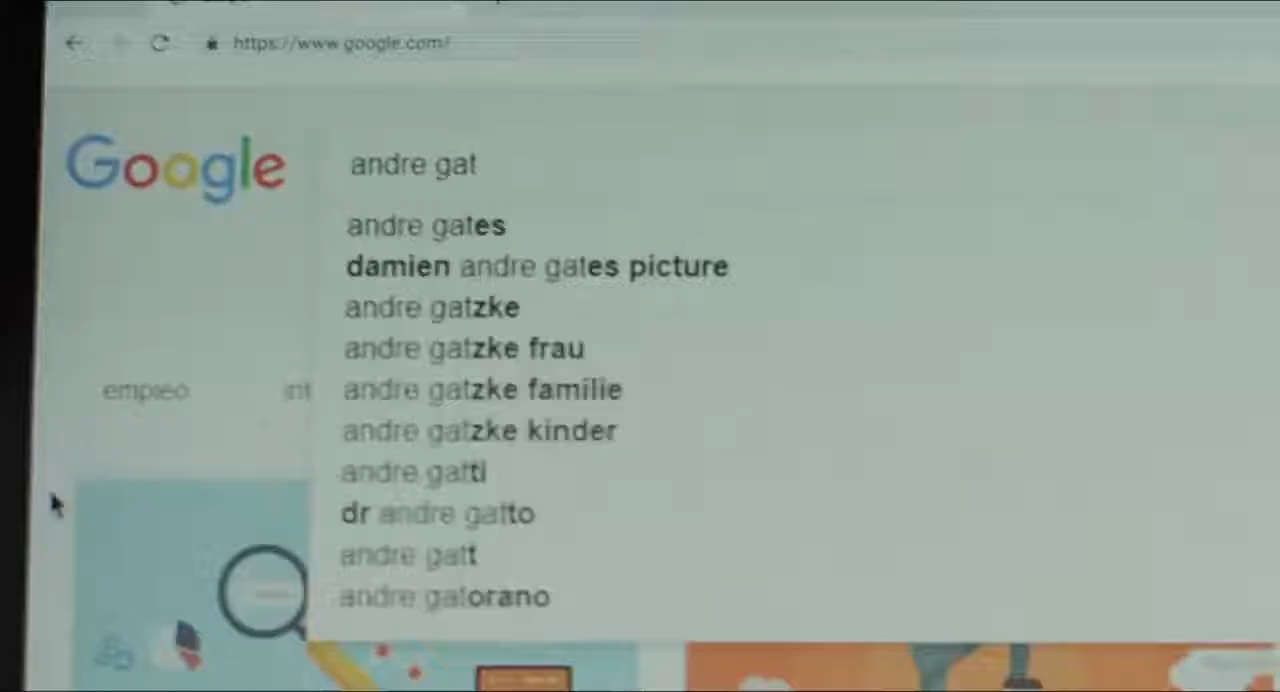 https://www.google.com/
Google
andre gat
andre gates
damien andre gates picture
andre gatzke
andre gatzke frau
andre gatzke familie
empleo
int
andre gatzke kinder
andre gatti
dr andre gatto
andre gatt
andre gatorano